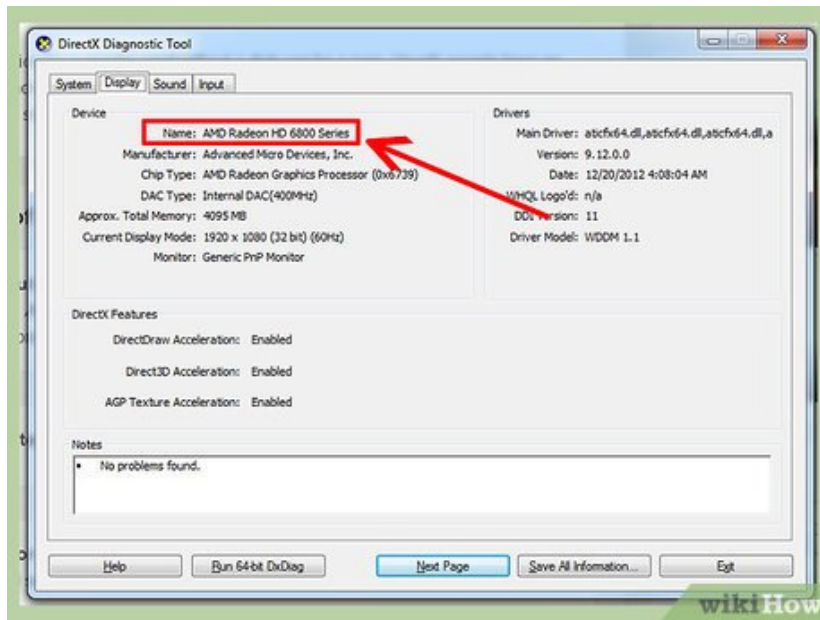 DirectX Diagnostic Tool
System Display Sound Input
Device
Name: AMD Radeon HD 6800 Series
Manufacturer: Advanced Micro Devices, Inc.
Chip Type: AMD Radeon Graphics Processor (0x6739)
DAC Type: Internal DAC(400MHz)
Approx. Total Memory: 4095 MB
Current Display Mode: 1920 x 1080 (32 bit) (60Hz)
Monitor: Generic PnP Monitor
Drivers
Main Driver: aticfx64.dll,aticfx64.dll,aticfx64.dll,a
Version: 9.12.0.0
Date: 12/20/2012 4:08:04 AM
WHQL Logo'd: n/a
DDI Version: 11
Driver Model: WDDM 1.1
DirectX Features
DirectDraw Acceleration: Enabled
Direct3D Acceleration: Enabled
AGP Texture Acceleration: Enabled
Notes
• No problems found.
Help Run 64-bit DxDiag Next Page Save All Information... Exit
wikiHow